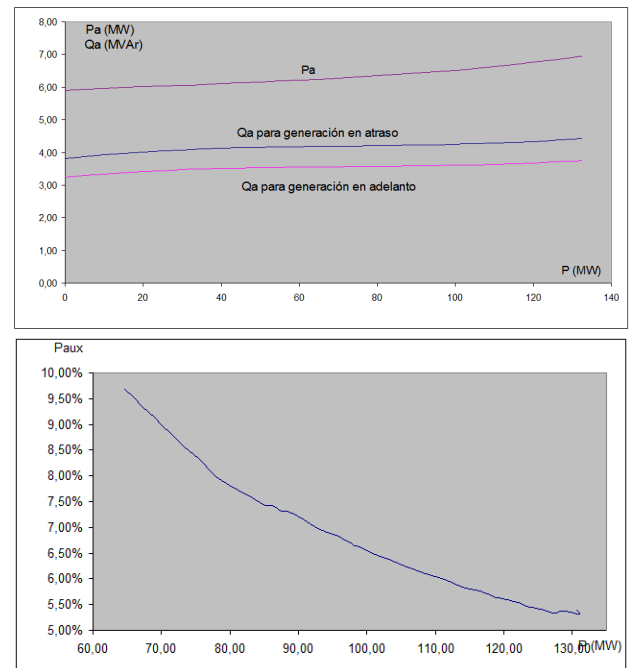 Pa (MW)
Qa (MVAr)
8,00
7,00
6,00
5,00
4,00
3,00
2,00
1,00
0,00
Pa
Qa para generación en atraso
Qa para generación en adelanto
P (MW)
0 20 40 60 80 100 120 140
Paux
10,00%
9,50%
9,00%
8,50%
8,00%
7,50%
7,00%
6,50%
6,00%
5,50%
5,00%
60,00 70,00 80,00 90,00 100,00 110,00 120,00 130,00 P(MW)